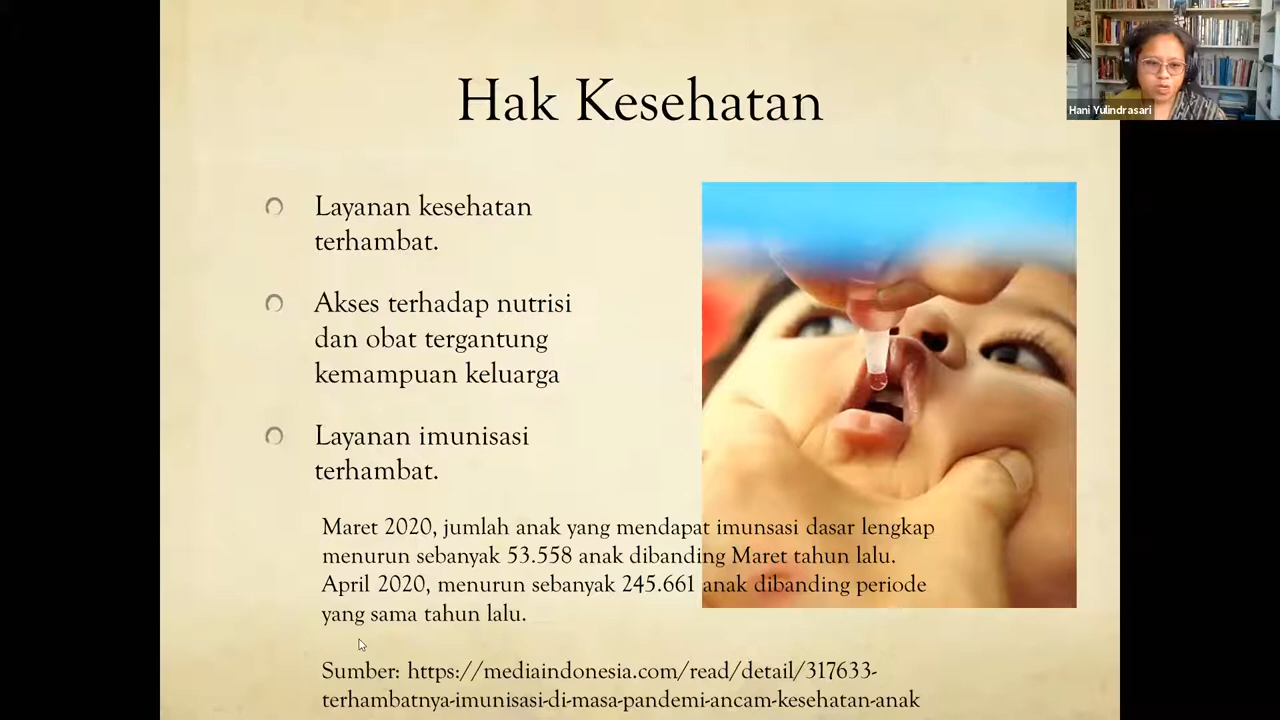 Hak Kesehatan
Hani Yulindrasari
Layanan kesehatan
terhambat.
Akses terhadap nutrisi
dan obat tergantung
kemampuan keluarga
Layanan imunisasi
terhambat.
Maret 2020, jumlah anak yang mendapat imunsasi dasar lengkap
menurun sebanyak 53.558 anak dibanding Maret tahun lalu.
April 2020, menurun sebanyak 245.661 anak dibanding periode
yang sama tahun lalu.
Sumber: https://mediaindonesia.com/read/detail/317633-
terhambatnya-imunisasi-di-masa-pandemi-ancam-kesehatan-anak